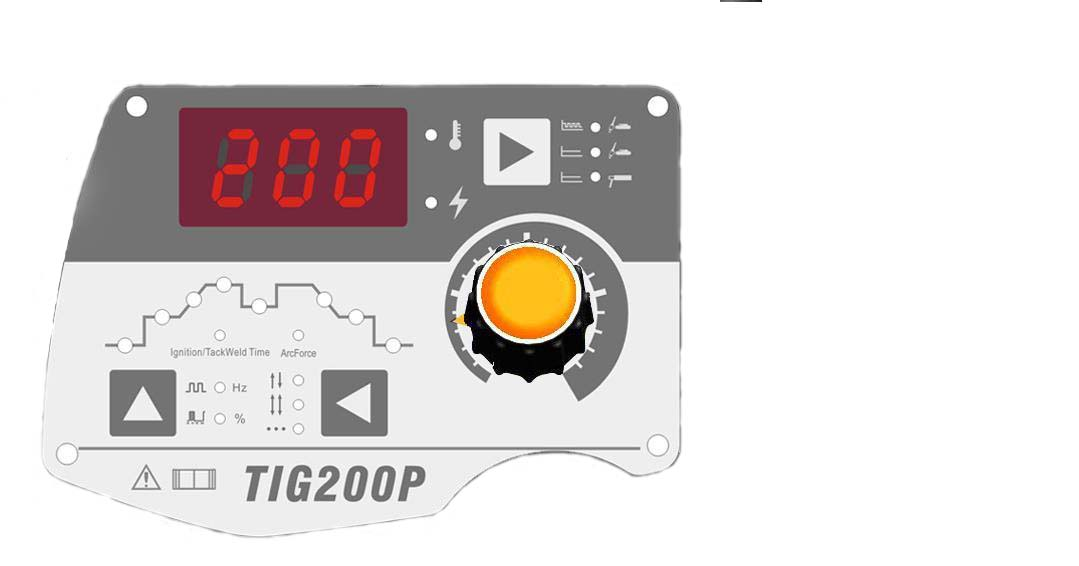 200
Ignition/TackWeld Time
ArcForce
Hz
%
TIG200P